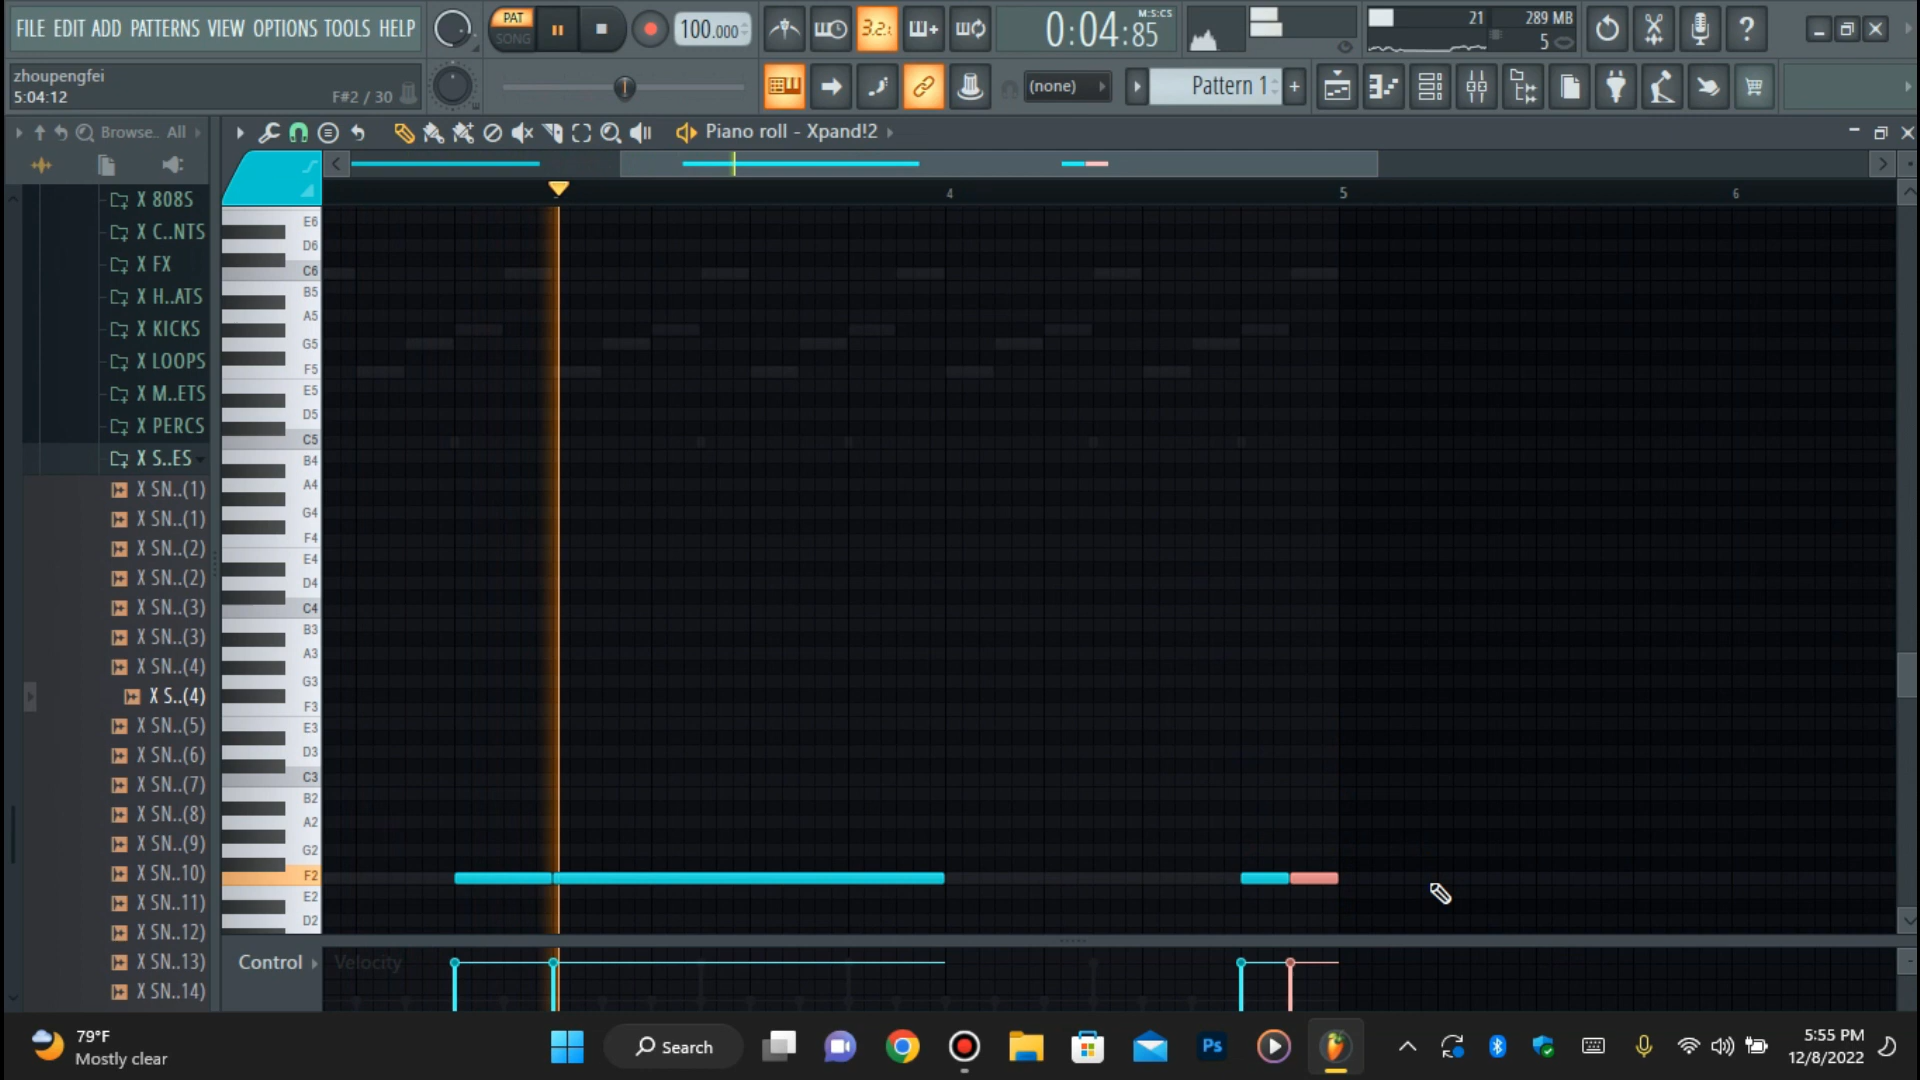 FILE EDIT ADD PATTERNS VIEW OPTIONS TOOLS HELP
PAT
SONG
100.000
3.2.
0:04:85
M:S:CS
21
289 MB
5
?
zhoupengfei
5:04:12
F#2 / 30
(none)
Pattern 1
+
Browse.. All
Piano roll - Xpand!2
4
5
6
X 808S
X C..NTS
X FX
X H..ATS
X KICKS
X LOOPS
X M..ETS
X PERCS
X S..ES
X SN..(1)
X SN..(1)
X SN..(2)
X SN..(2)
X SN..(3)
X SN..(3)
X SN..(4)
X S..(4)
X SN..(5)
X SN..(6)
X SN..(7)
X SN..(8)
X SN..(9)
X SN..10)
X SN..11)
X SN..12)
X SN..13)
X SN..14)
E6
D6
C6
B5
A5
G5
F5
E5
D5
C5
B4
A4
G4
F4
E4
D4
C4
B3
A3
G3
F3
E3
D3
C3
B2
A2
G2
F2
E2
D2
Control
Velocity
79°F
Mostly clear
Search
Ps
5:55 PM
12/8/2022